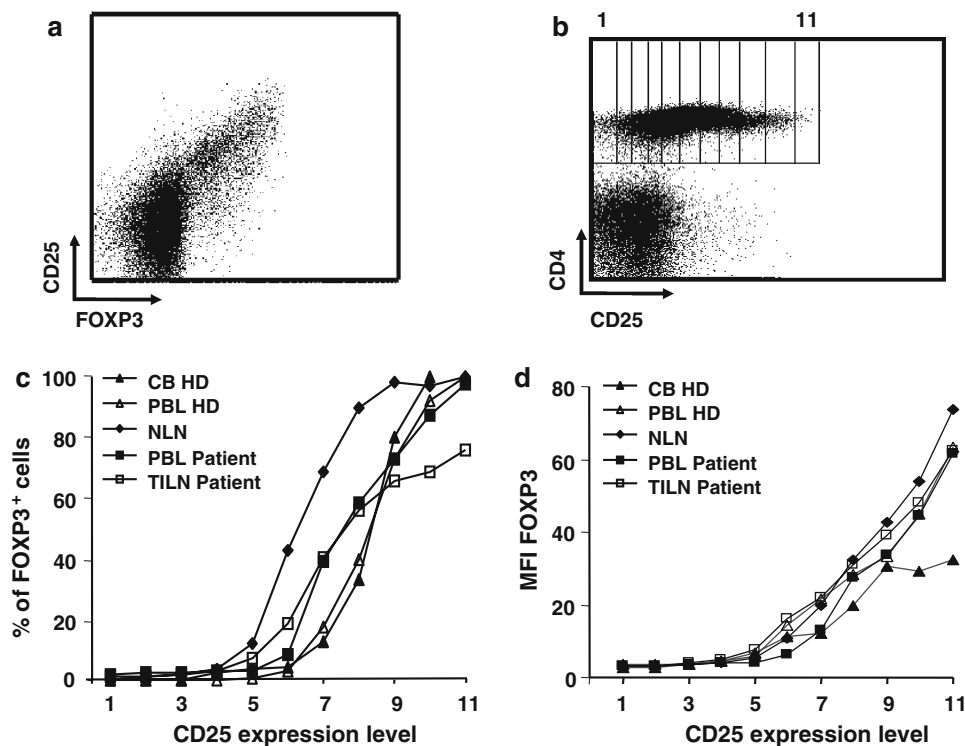 a
CD25
FOXP3
b
1 11
CD4
CD25
c
% of FOXP3⁺ cells
100
80
60
40
20
0
CB HD
PBL HD
NLN
PBL Patient
TILN Patient
1 3 5 7 9 11
CD25 expression level
d
MFI FOXP3
80
60
40
20
0
CB HD
PBL HD
NLN
PBL Patient
TILN Patient
1 3 5 7 9 11
CD25 expression level